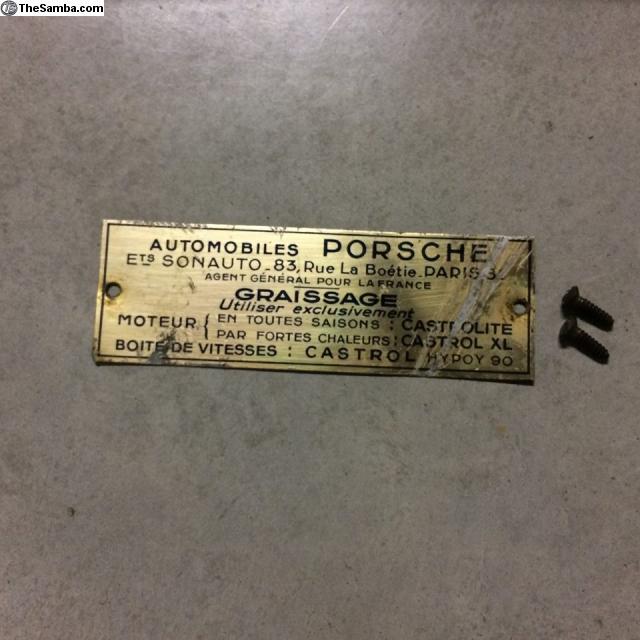 TheSamba.com
AUTOMOBILES PORSCHE
ETS SONAUTO_83, Rue La Boétie_PARIS 8
AGENT GÉNÉRAL POUR LA FRANCE
GRAISSAGE
Utiliser exclusivement
MOTEUR { EN TOUTES SAISONS : CASTROLITE
PAR FORTES CHALEURS : CASTROL XL
BOITE DE VITESSES : CASTROL HYPOY 90